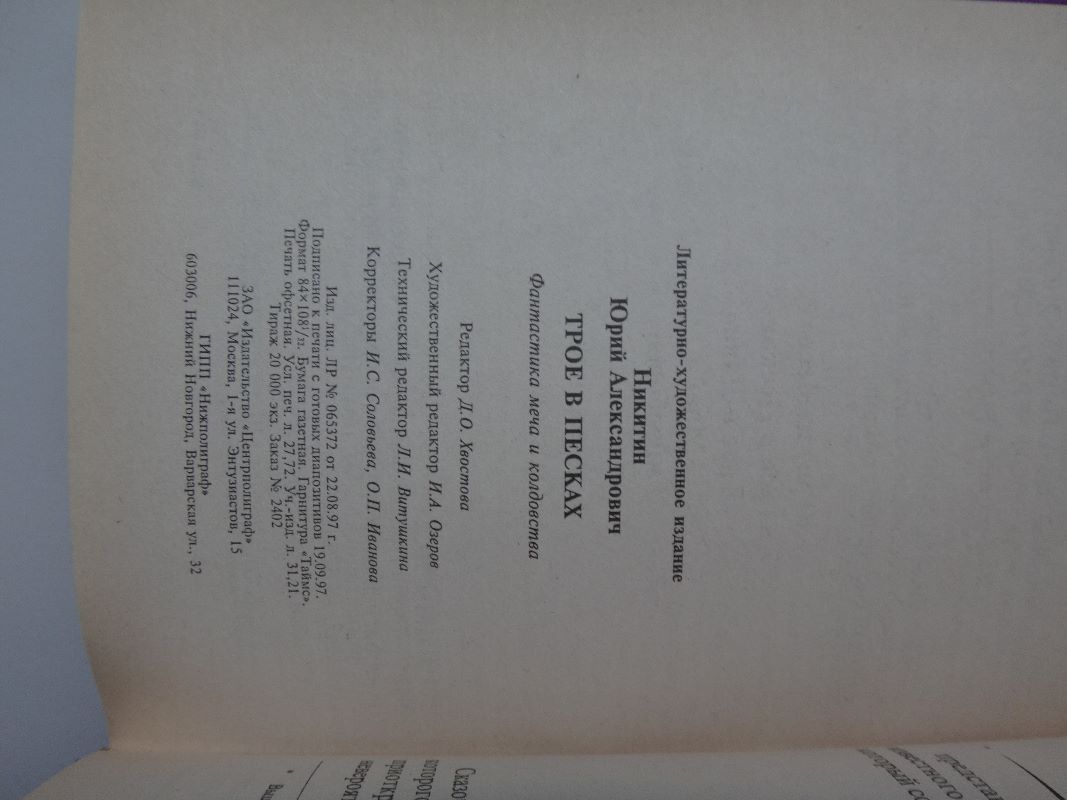 Литературно-художественное издание
Никитин
Юрий Александрович
ТРОЕ В ПЕСКАХ
Фантастика меча и колдовства
Редактор Д.О. Хвостова
Художественный редактор И.А. Озеров
Технический редактор Л.И. Витушкина
Корректоры И.С. Соловьева, О.П. Иванова
Изд. лиц. ЛР № 065372 от 22.08.97 г.
Подписано к печати с готовых диапозитивов 19.09.97.
Формат 84×108¹/₃₂. Бумага газетная. Гарнитура «Таймс».
Печать офсетная. Усл. печ. л. 27,72. Уч.-изд. л. 31,21.
Тираж 20 000 экз. Заказ № 2402
ЗАО «Издательство «Центрполиграф»
111024, Москва, 1-я ул. Энтузиастов, 15
ГИПП «Нижполиграф»
603006, Нижний Новгород, Варварская ул., 32